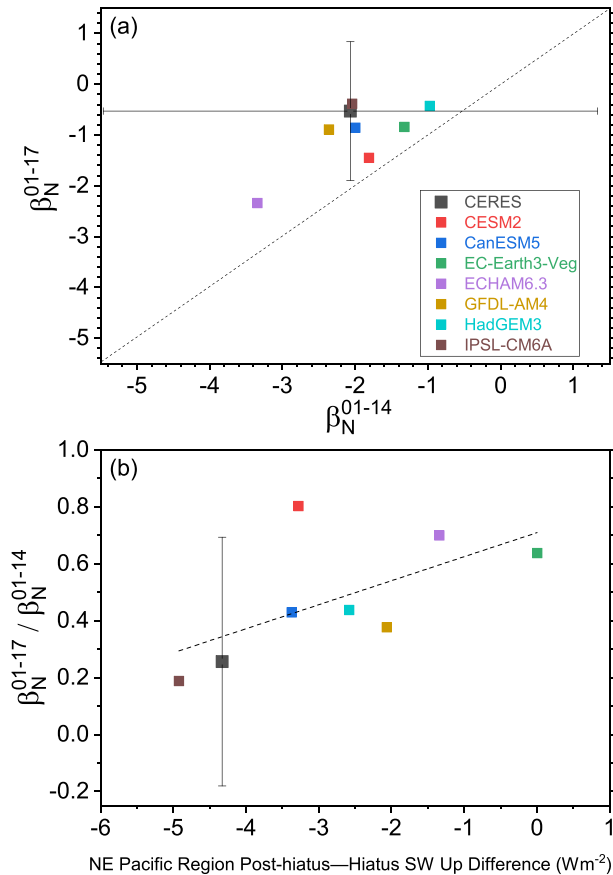 (a)
1
0
-1
-2
-3
-4
-5
β_N^01-17
CERES
CESM2
CanESM5
EC-Earth3-Veg
ECHAM6.3
GFDL-AM4
HadGEM3
IPSL-CM6A
-5 -4 -3 -2 -1 0 1
β_N^01-14
(b)
1.0
0.8
0.6
0.4
0.2
0.0
-0.2
β_N^01-17 / β_N^01-14
-6 -5 -4 -3 -2 -1 0 1
NE Pacific Region Post-hiatus—Hiatus SW Up Difference (Wm⁻²)